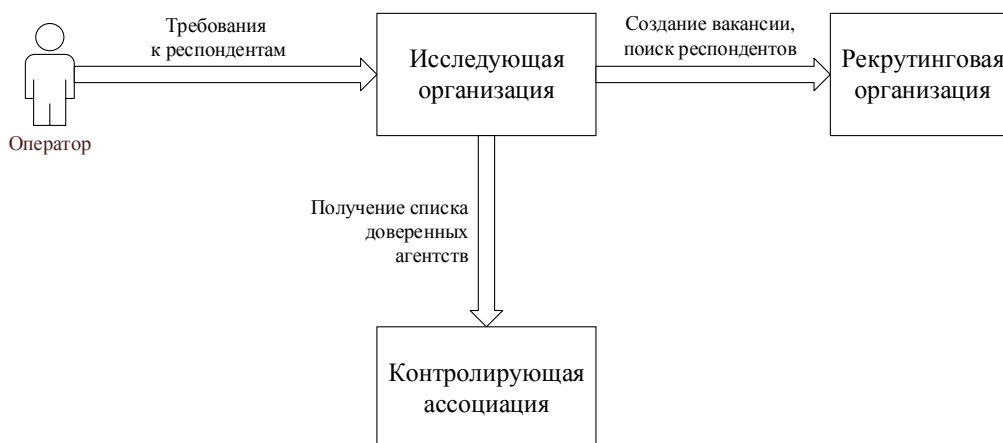 Требования
к респондентам
Создание вакансии,
поиск респондентов
Исследующая
организация
Рекрутинговая
организация
Оператор
Получение списка
доверенных
агентств
Контролирующая
ассоциация